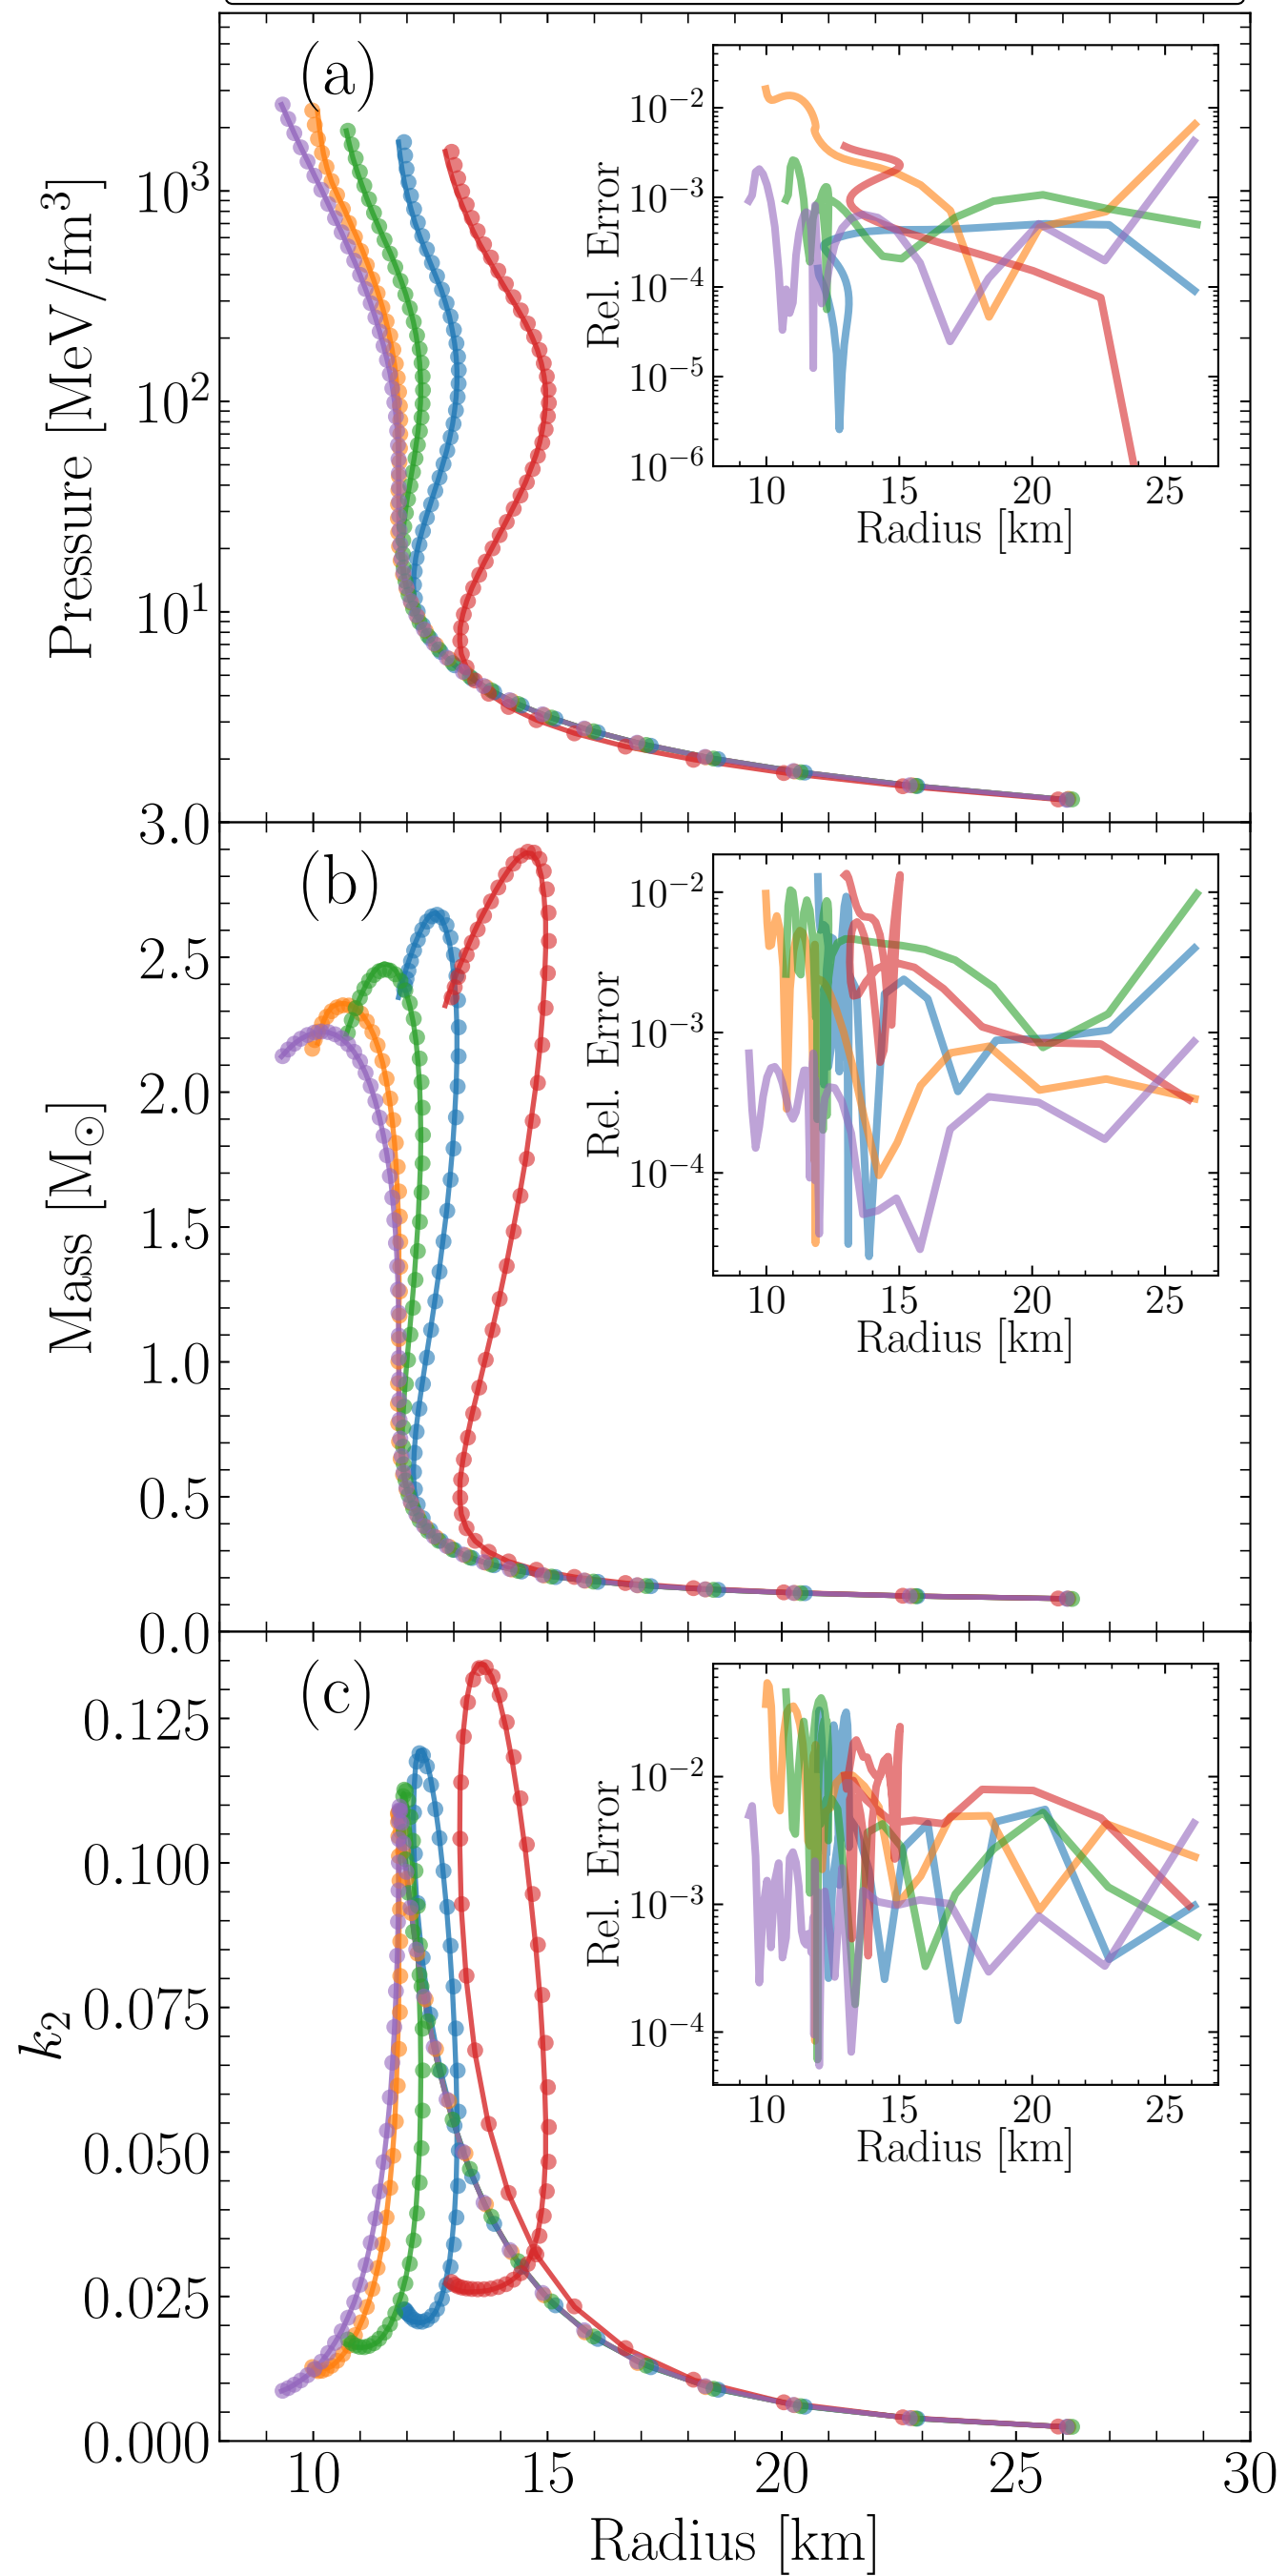 (a)
Pressure [MeV/fm³]
10³
10²
10¹
Rel. Error
10⁻²
10⁻³
10⁻⁴
10⁻⁵
10⁻⁶
10 15 20 25
Radius [km]
(b)
Mass [M⊙]
3.0
2.5
2.0
1.5
1.0
0.5
0.0
Rel. Error
10⁻²
10⁻³
10⁻⁴
10 15 20 25
Radius [km]
(c)
k₂
0.125
0.100
0.075
0.050
0.025
0.000
Rel. Error
10⁻²
10⁻³
10⁻⁴
10 15 20 25
Radius [km]
10 15 20 25 30
Radius [km]